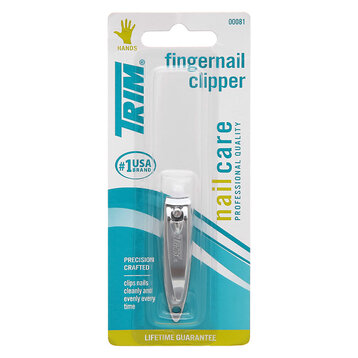 HANDS
00081
fingernail
clipper
TRIM®
#1 USA
BRAND
nail care
PROFESSIONAL QUALITY
PRECISION
CRAFTED
clips nails
cleanly and
evenly every
time
TRIM
LIFETIME GUARANTEE